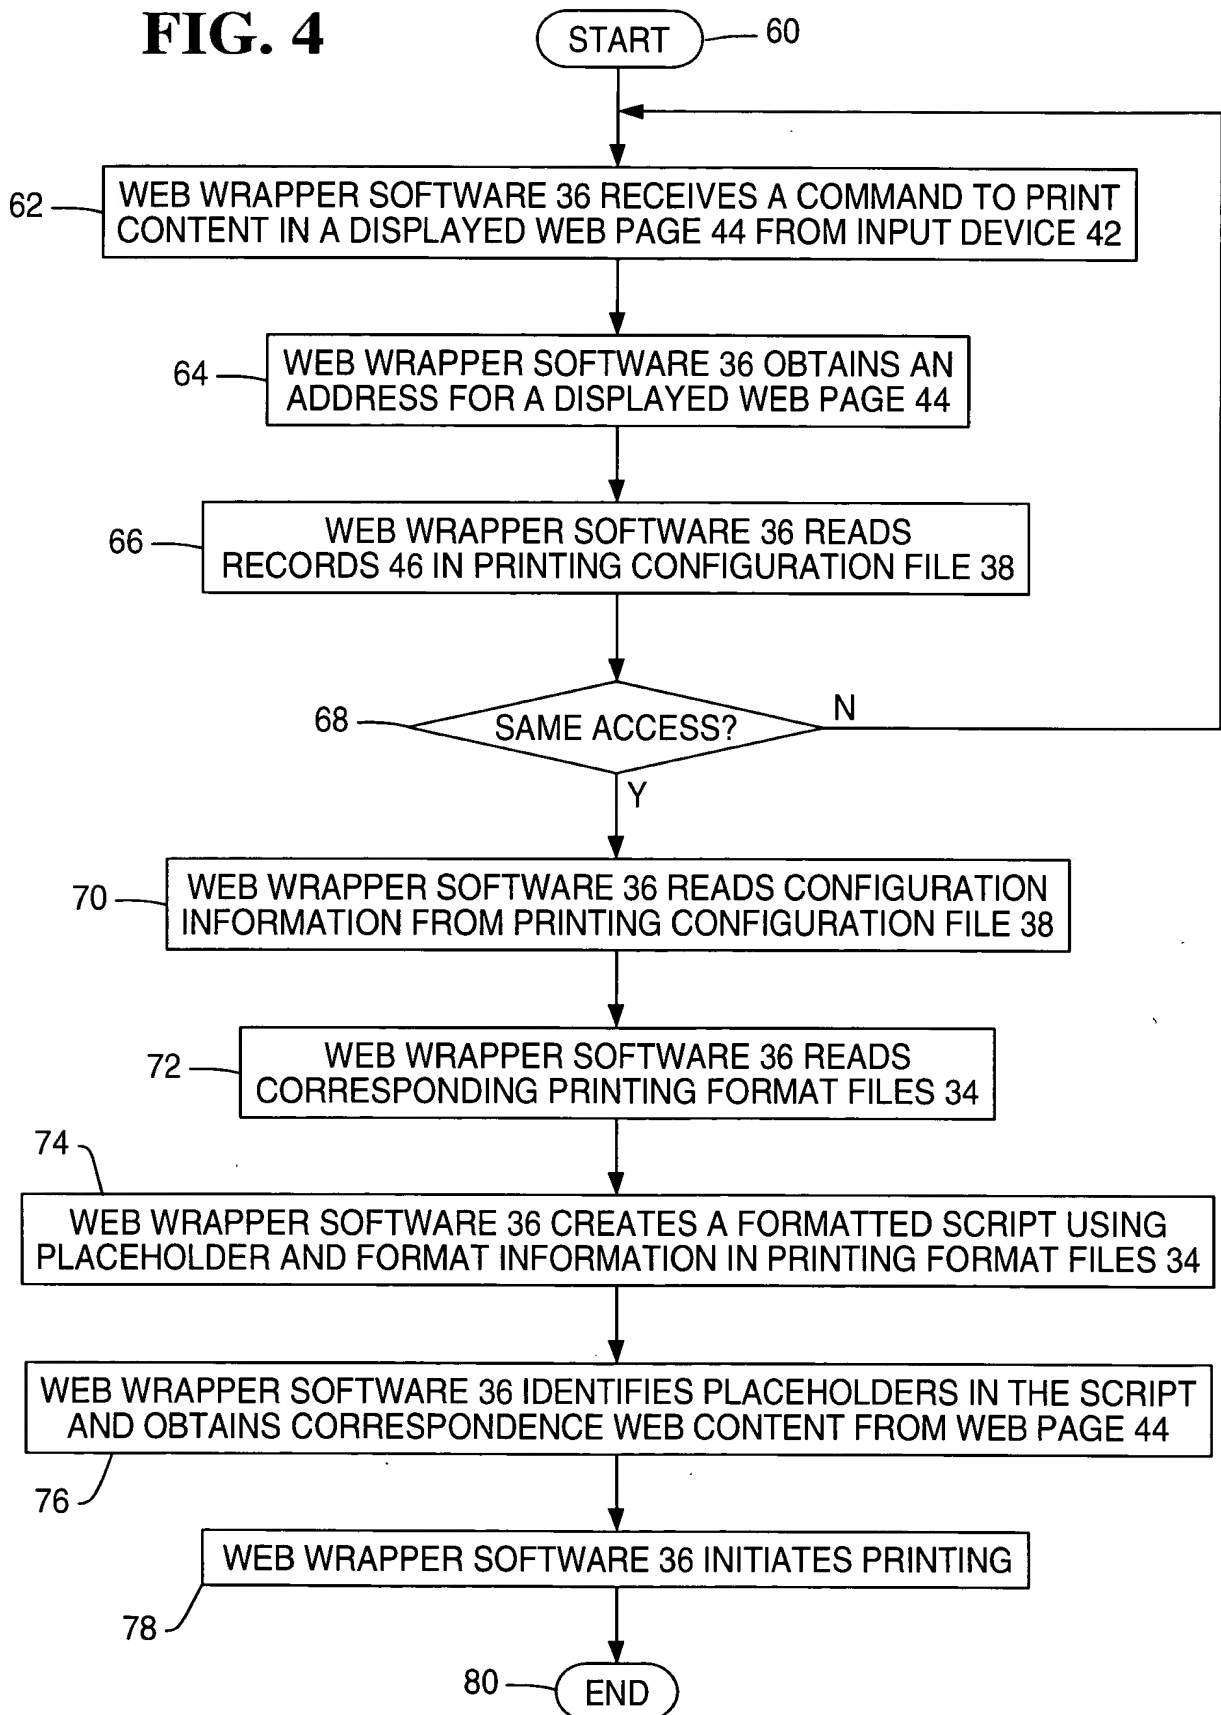 FIG. 4
START
60
62
WEB WRAPPER SOFTWARE 36 RECEIVES A COMMAND TO PRINT
CONTENT IN A DISPLAYED WEB PAGE 44 FROM INPUT DEVICE 42
64
WEB WRAPPER SOFTWARE 36 OBTAINS AN
ADDRESS FOR A DISPLAYED WEB PAGE 44
66
WEB WRAPPER SOFTWARE 36 READS
RECORDS 46 IN PRINTING CONFIGURATION FILE 38
68
SAME ACCESS?
N
Y
70
WEB WRAPPER SOFTWARE 36 READS CONFIGURATION
INFORMATION FROM PRINTING CONFIGURATION FILE 38
72
WEB WRAPPER SOFTWARE 36 READS
CORRESPONDING PRINTING FORMAT FILES 34
74
WEB WRAPPER SOFTWARE 36 CREATES A FORMATTED SCRIPT USING
PLACEHOLDER AND FORMAT INFORMATION IN PRINTING FORMAT FILES 34
WEB WRAPPER SOFTWARE 36 IDENTIFIES PLACEHOLDERS IN THE SCRIPT
AND OBTAINS CORRESPONDENCE WEB CONTENT FROM WEB PAGE 44
76
WEB WRAPPER SOFTWARE 36 INITIATES PRINTING
78
80
END